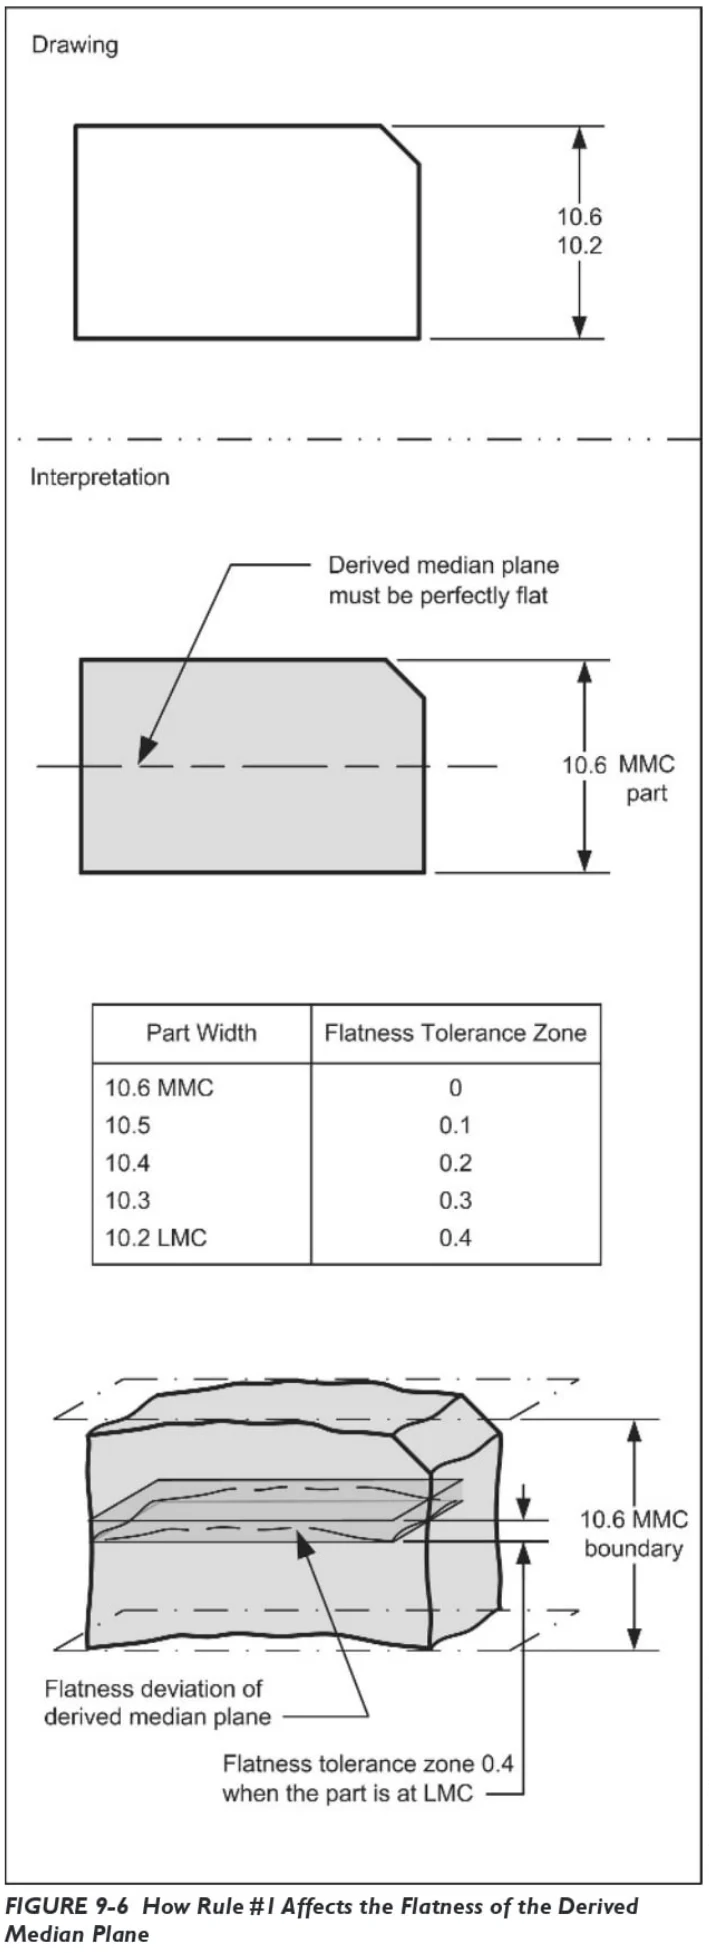 Drawing
10.6
10.2
Interpretation
Derived median plane
must be perfectly flat
10.6 MMC
part
Part Width Flatness Tolerance Zone
10.6 MMC 0
10.5 0.1
10.4 0.2
10.3 0.3
10.2 LMC 0.4
10.6 MMC
boundary
Flatness deviation of
derived median plane
Flatness tolerance zone 0.4
when the part is at LMC
FIGURE 9-6 How Rule #1 Affects the Flatness of the Derived
Median Plane